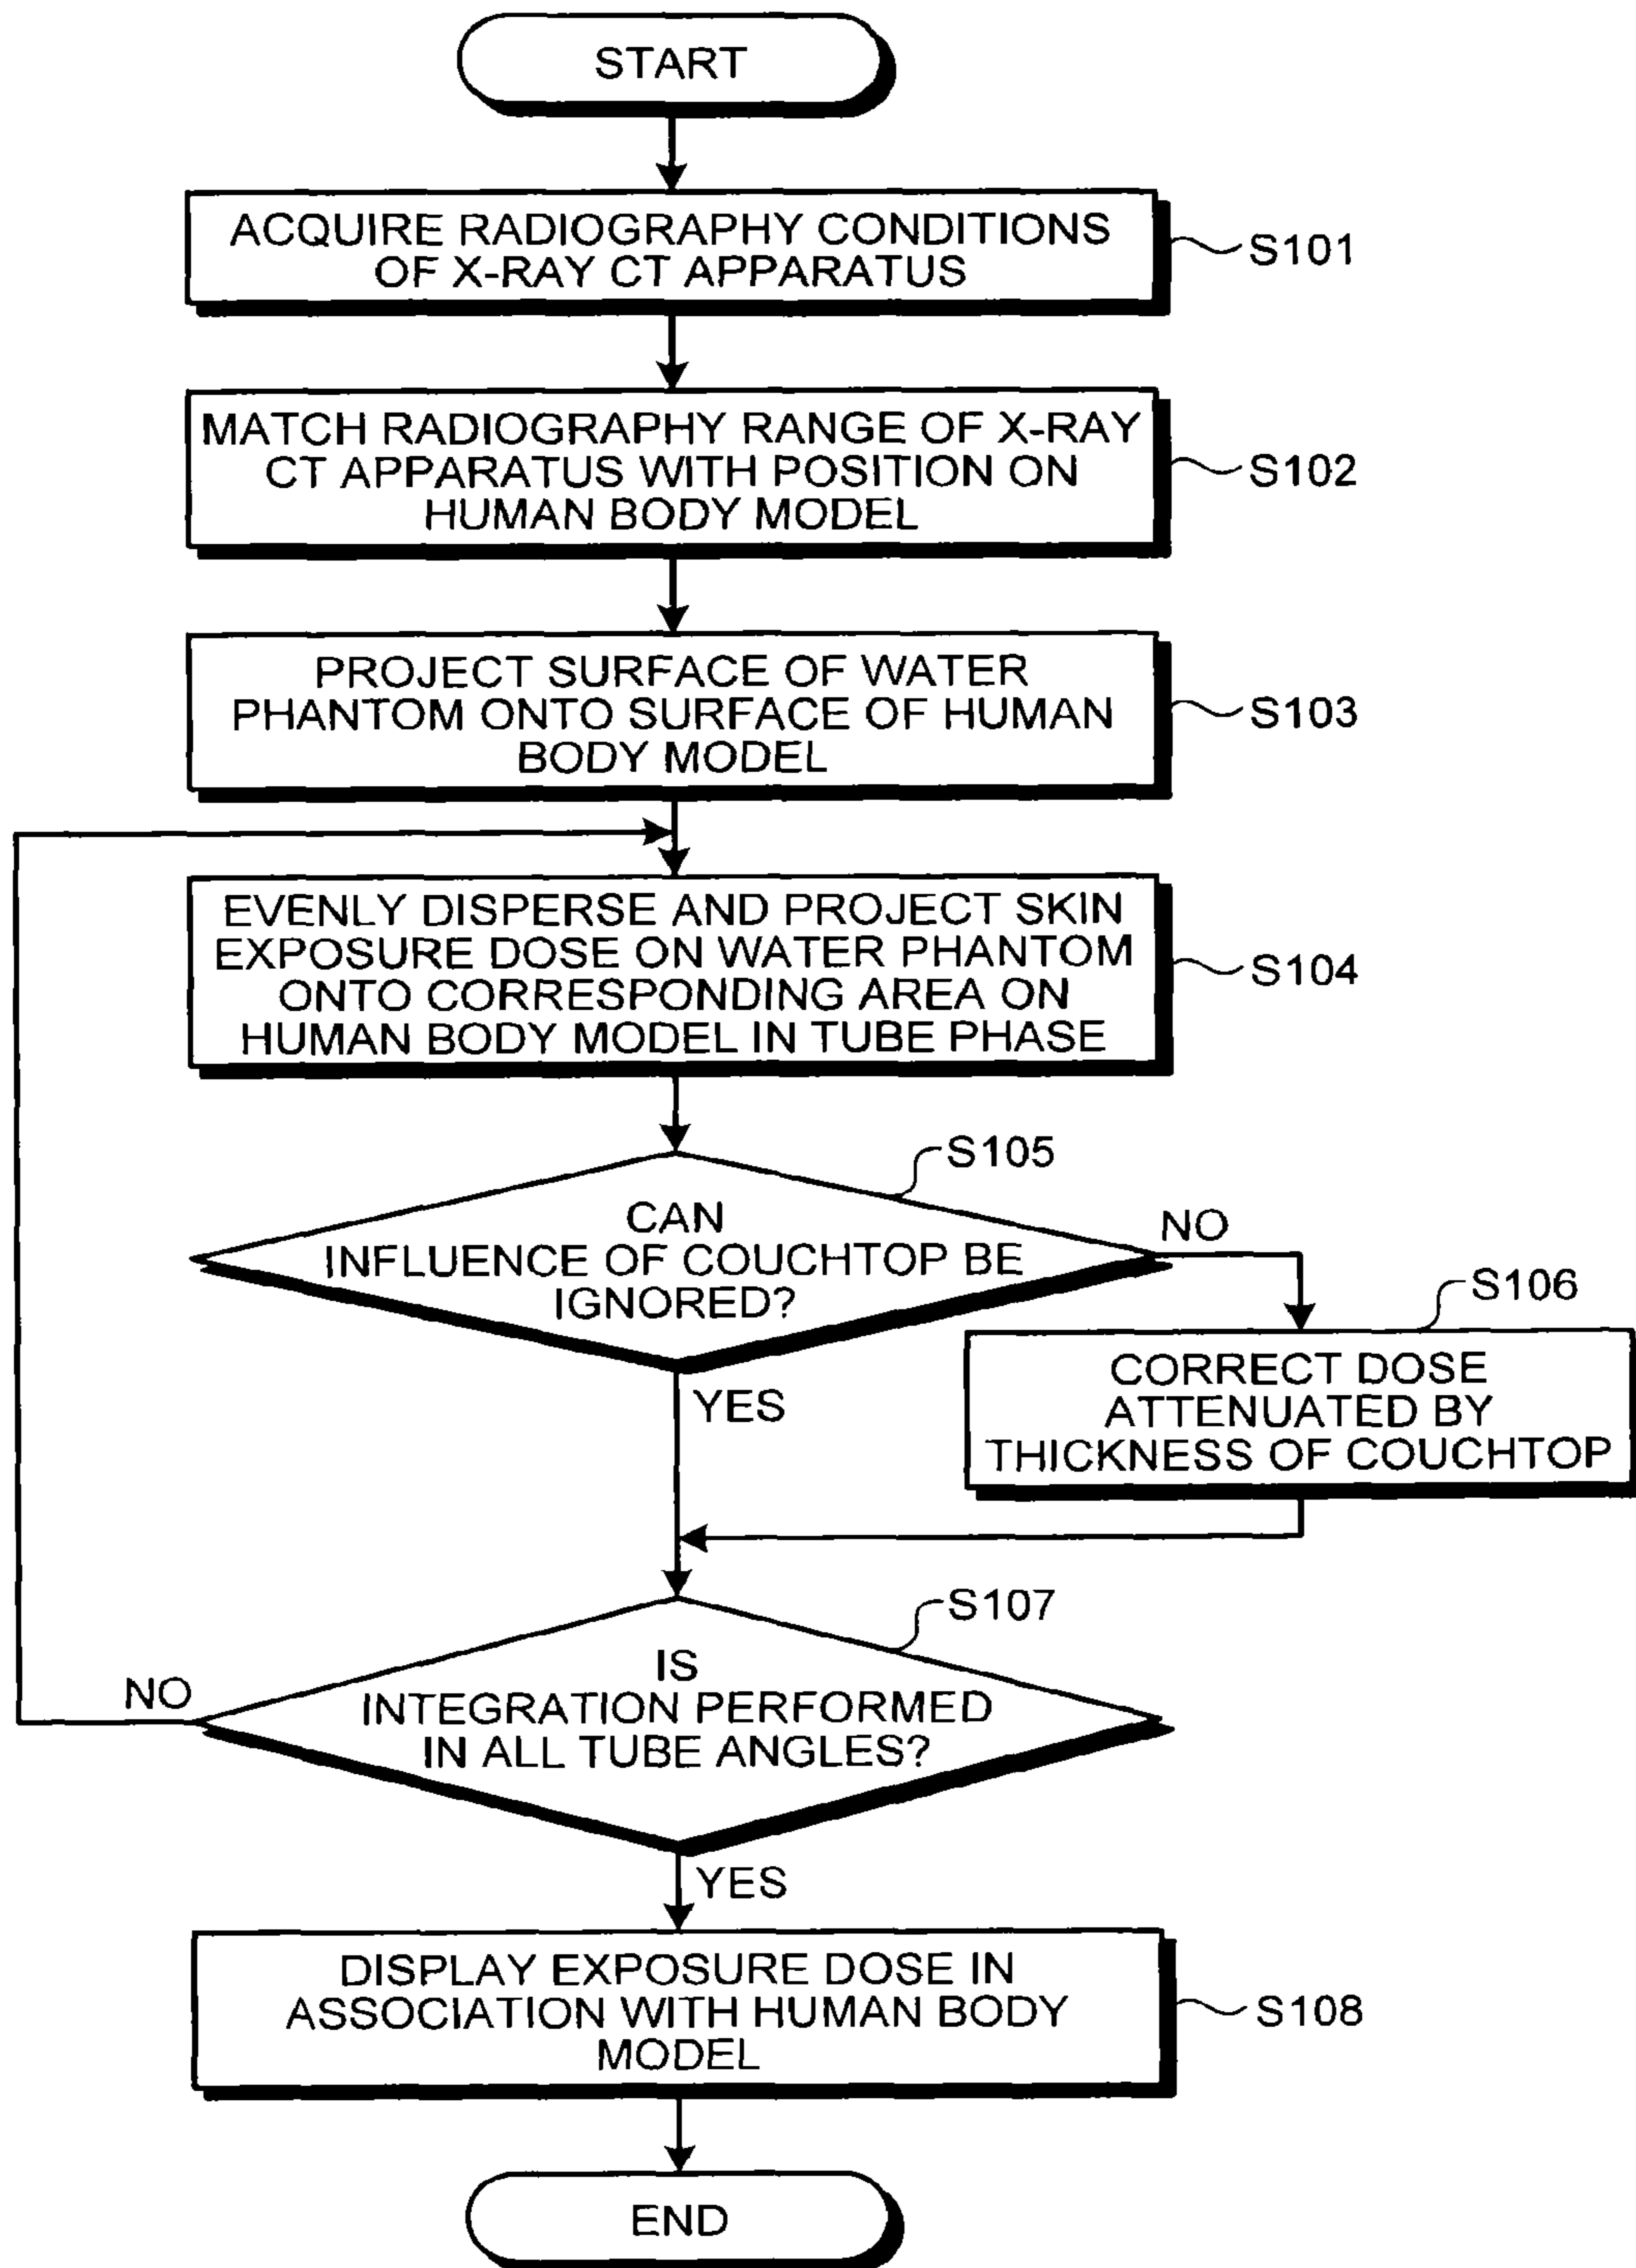 START
ACQUIRE RADIOGRAPHY CONDITIONS
OF X-RAY CT APPARATUS
S101
MATCH RADIOGRAPHY RANGE OF X-RAY
CT APPARATUS WITH POSITION ON
HUMAN BODY MODEL
S102
PROJECT SURFACE OF WATER
PHANTOM ONTO SURFACE OF HUMAN
BODY MODEL
S103
EVENLY DISPERSE AND PROJECT SKIN
EXPOSURE DOSE ON WATER PHANTOM
ONTO CORRESPONDING AREA ON
HUMAN BODY MODEL IN TUBE PHASE
S104
S105
CAN
INFLUENCE OF COUCHTOP BE
IGNORED?
NO
S106
CORRECT DOSE
ATTENUATED BY
THICKNESS OF COUCHTOP
YES
S107
IS
INTEGRATION PERFORMED
IN ALL TUBE ANGLES?
NO
YES
DISPLAY EXPOSURE DOSE IN
ASSOCIATION WITH HUMAN BODY
MODEL
S108
END